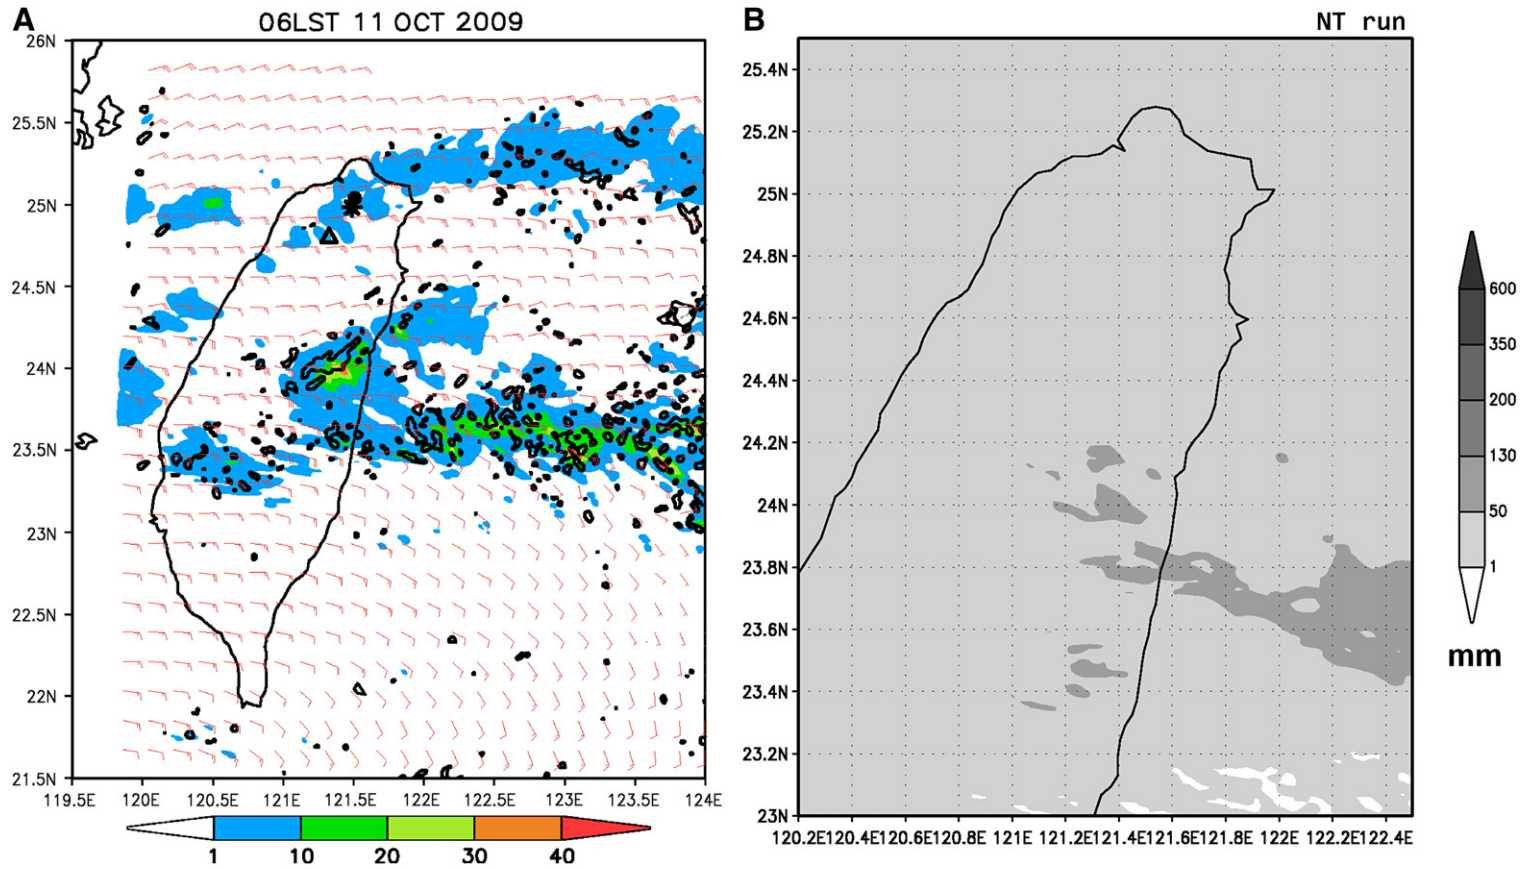 A
06LST 11 OCT 2009
26N
25.5N
25N
24.5N
24N
23.5N
23N
22.5N
22N
21.5N
119.5E 120E 120.5E 121E 121.5E 122E 122.5E 123E 123.5E 124E
1 10 20 30 40
B
NT run
25.4N
25.2N
25N
24.8N
24.6N
24.4N
24.2N
24N
23.8N
23.6N
23.4N
23.2N
23N
120.2E 120.4E 120.6E 120.8E 121E 121.2E 121.4E 121.6E 121.8E 122E 122.2E 122.4E
600
350
200
130
50
1
mm